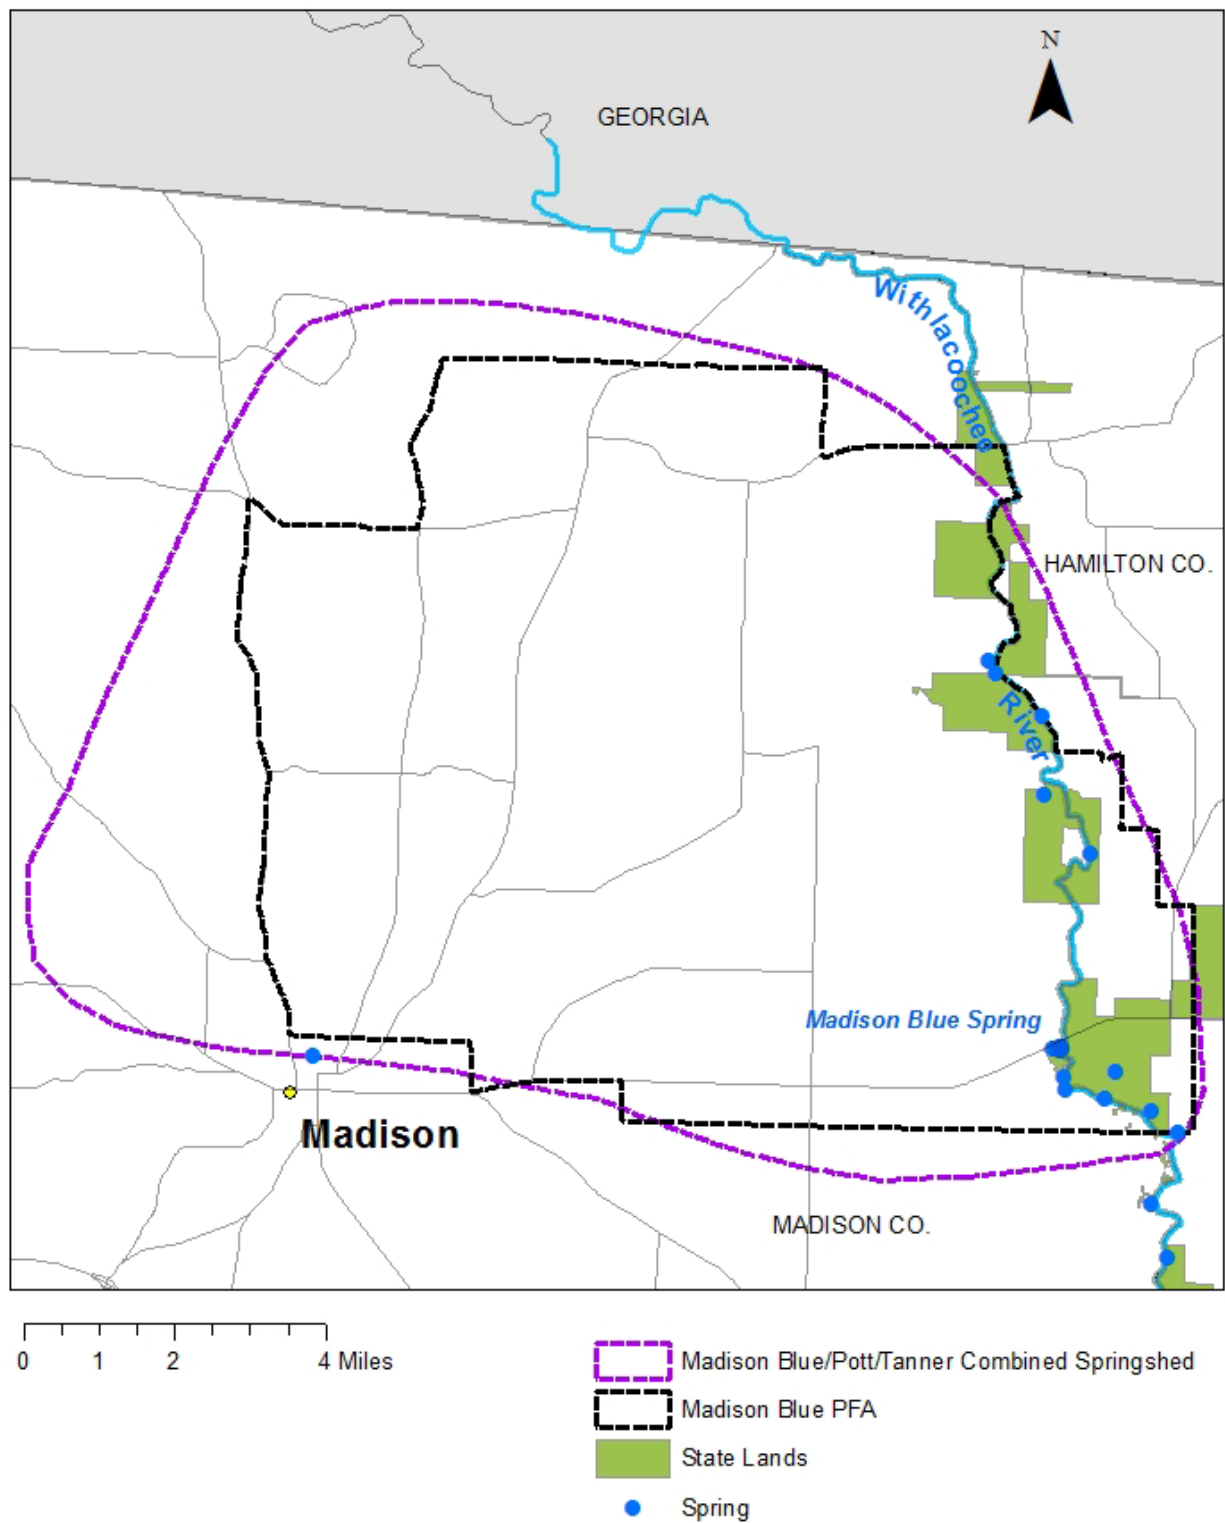 N
GEORGIA
Withlacoochee
HAMILTON CO.
River
Madison Blue Spring
Madison
MADISON CO.
0 1 2 4 Miles
Madison Blue/Pott/Tanner Combined Springshed
Madison Blue PFA
State Lands
Spring